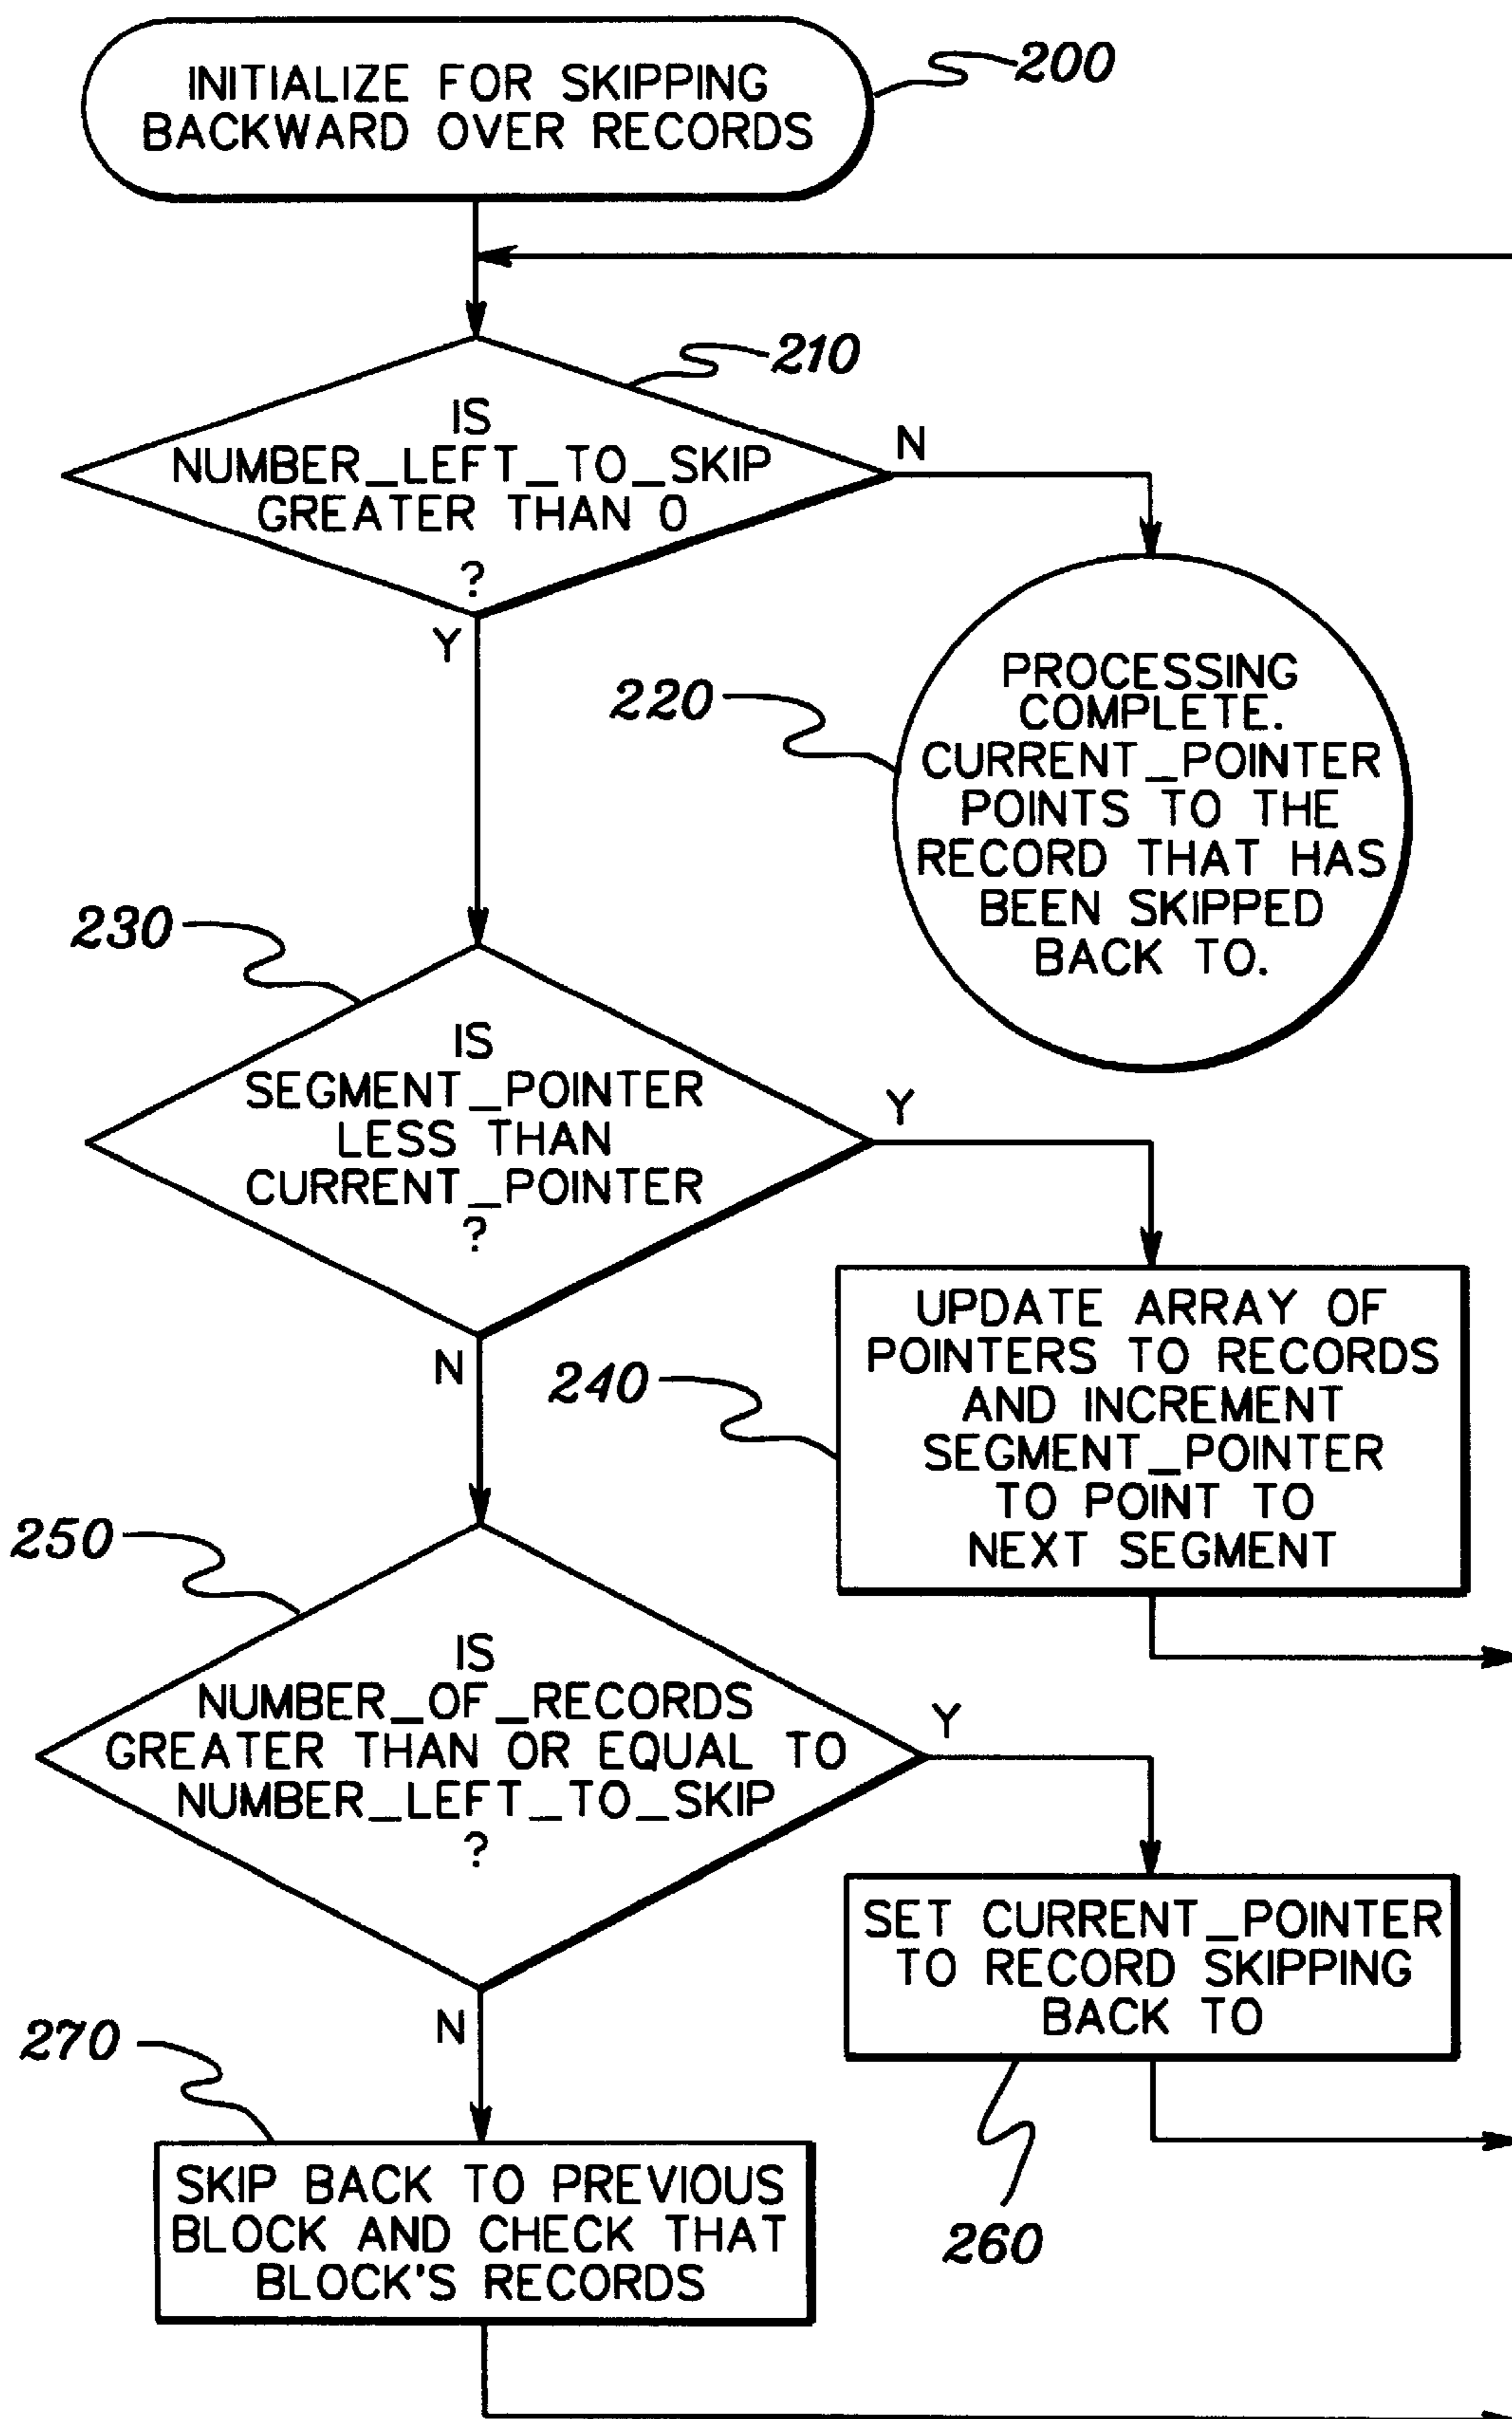 INITIALIZE FOR SKIPPING
BACKWARD OVER RECORDS
200
210
IS
NUMBER_LEFT_TO_SKIP
GREATER THAN 0
?
N
Y
220
PROCESSING
COMPLETE.
CURRENT_POINTER
POINTS TO THE
RECORD THAT HAS
BEEN SKIPPED
BACK TO.
230
IS
SEGMENT_POINTER
LESS THAN
CURRENT_POINTER
?
Y
N
240
UPDATE ARRAY OF
POINTERS TO RECORDS
AND INCREMENT
SEGMENT_POINTER
TO POINT TO
NEXT SEGMENT
250
IS
NUMBER_OF_RECORDS
GREATER THAN OR EQUAL TO
NUMBER_LEFT_TO_SKIP
?
Y
N
SET CURRENT_POINTER
TO RECORD SKIPPING
BACK TO
260
270
SKIP BACK TO PREVIOUS
BLOCK AND CHECK THAT
BLOCK'S RECORDS